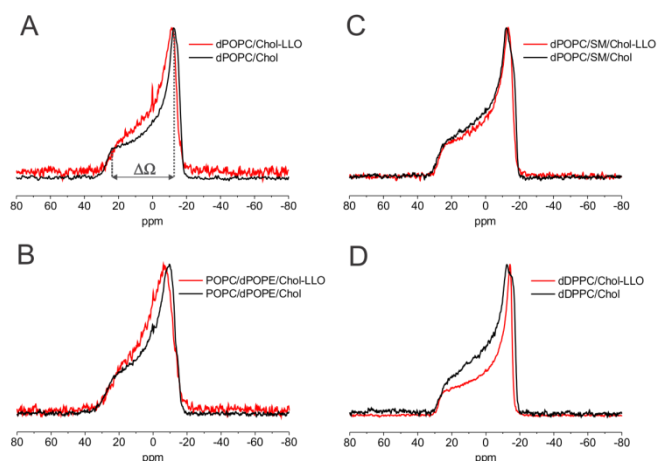 A
dPOPC/Chol-LLO
dPOPC/Chol
ΔΩ
80 60 40 20 0 -20 -40 -60 -80
ppm
C
dPOPC/SM/Chol-LLO
dPOPC/SM/Chol
80 60 40 20 0 -20 -40 -60 -80
ppm
B
POPC/dPOPE/Chol-LLO
POPC/dPOPE/Chol
80 60 40 20 0 -20 -40 -60 -80
ppm
D
dDPPC/Chol-LLO
dDPPC/Chol
80 60 40 20 0 -20 -40 -60 -80
ppm